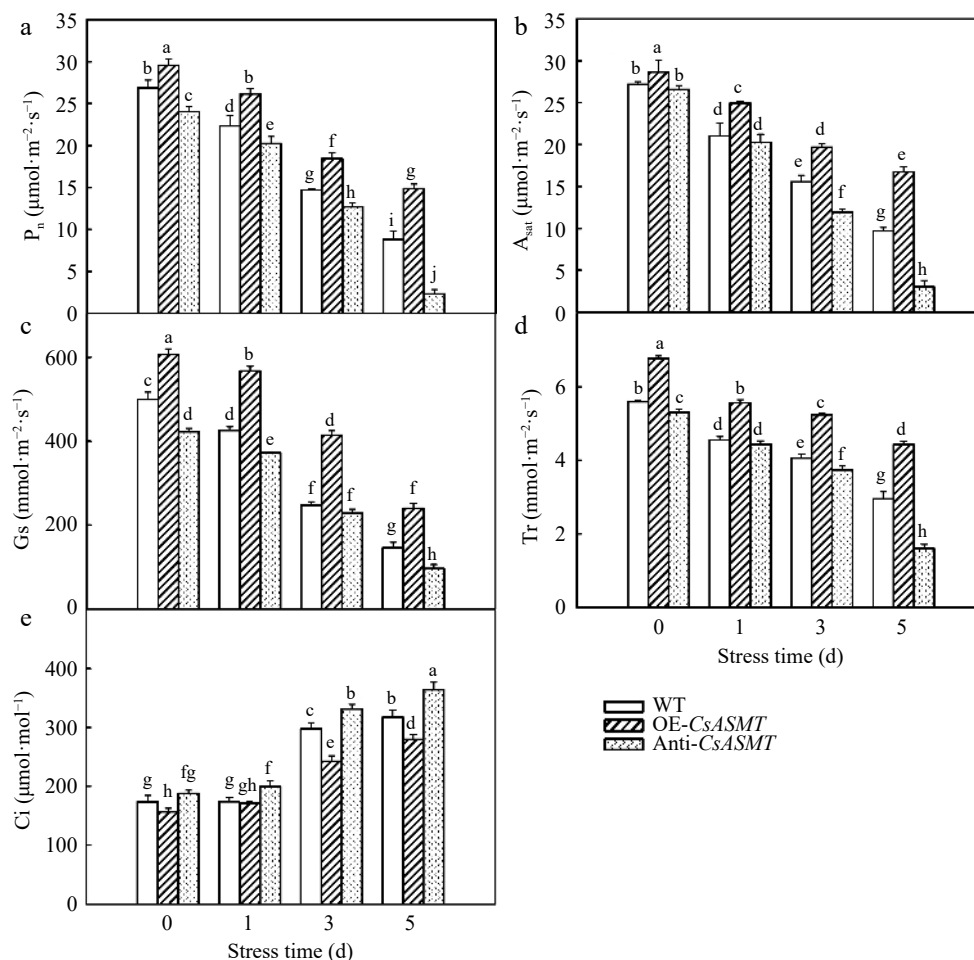 a
35
30
25
20
15
10
5
0
Pₙ (μmol·m⁻²·s⁻¹)
b a c
d b e
g f h
i g j
b
35
30
25
20
15
10
5
0
Aₛₐₜ (μmol·m⁻²·s⁻¹)
b a b
d c d
e d f
g e h
c
600
400
200
0
Gs (mmol·m⁻²·s⁻¹)
c a d
d b e
f d f
g f h
d
6
4
2
0
Tr (mmol·m⁻²·s⁻¹)
b a c
d b d
e c f
g d h
0 1 3 5
Stress time (d)
e
400
300
200
100
0
Ci (μmol·mol⁻¹)
g h fg
g gh f
c e b
b d a
0 1 3 5
Stress time (d)
WT
OE-CsASMT
Anti-CsASMT